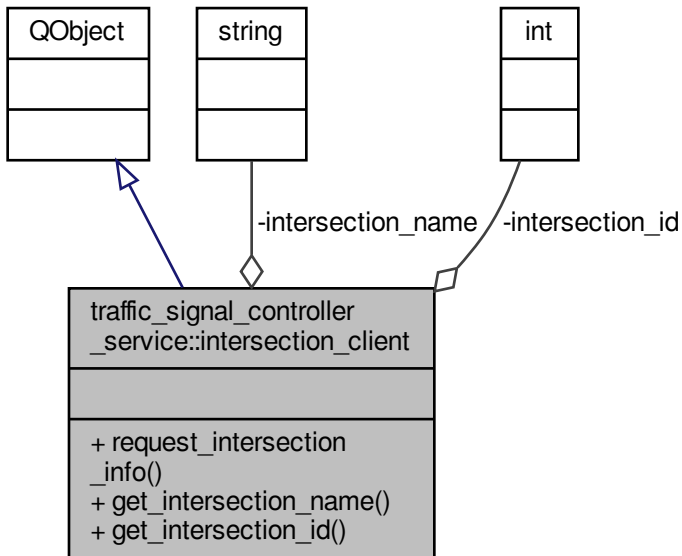 QObject
string
int
-intersection_name
-intersection_id
traffic_signal_controller
_service::intersection_client
+ request_intersection
_info()
+ get_intersection_name()
+ get_intersection_id()